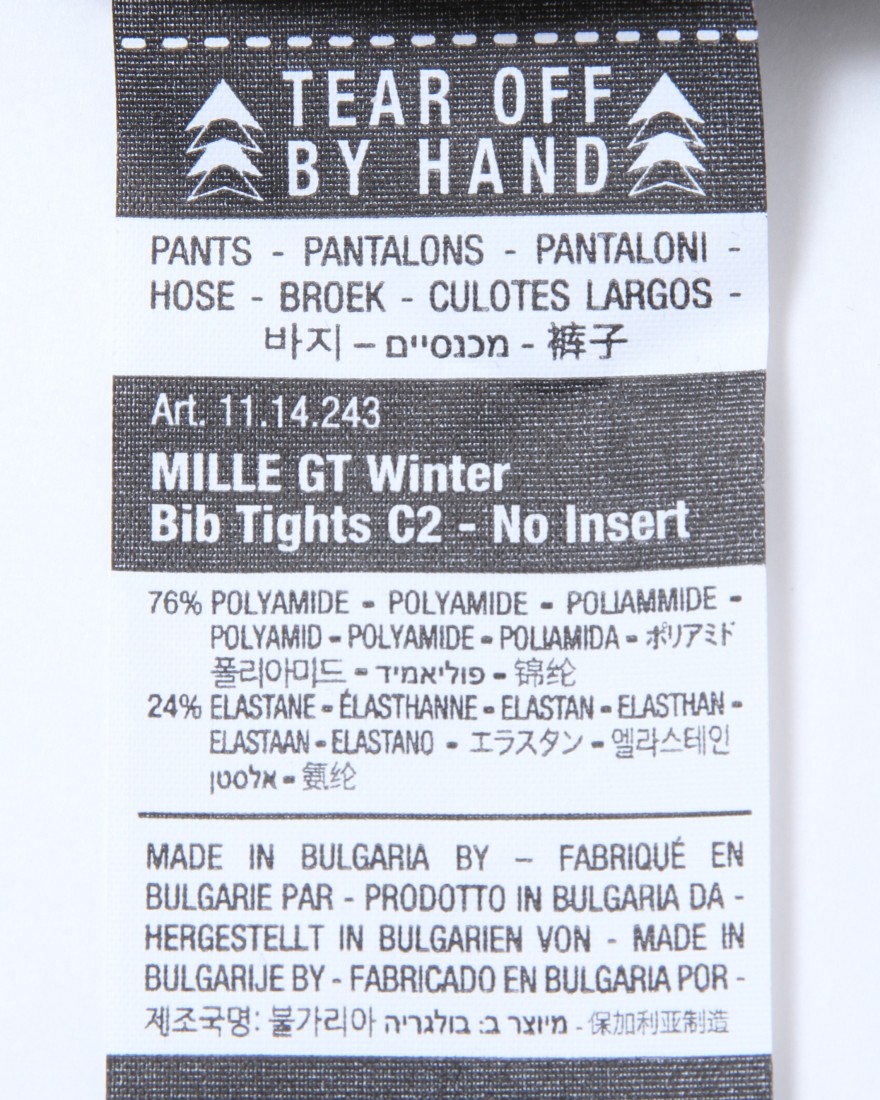 TEAR OFF
BY HAND
PANTS - PANTALONS - PANTALONI -
HOSE - BROEK - CULOTES LARGOS -
바지 – מכנסיים - 裤子
Art. 11.14.243
MILLE GT Winter
Bib Tights C2 - No Insert
76% POLYAMIDE - POLYAMIDE - POLIAMMIDE -
POLYAMID - POLYAMIDE - POLIAMIDA - ポリアミド
폴리아미드 - פוליאמיד - 锦纶
24% ELASTANE - ÉLASTHANNE - ELASTAN - ELASTHAN -
ELASTAAN - ELASTANO - エラスタン - 엘라스테인
אלסטן - 氨纶
MADE IN BULGARIA BY – FABRIQUÉ EN
BULGARIE PAR - PRODOTTO IN BULGARIA DA -
HERGESTELLT IN BULGARIEN VON - MADE IN
BULGARIJE BY - FABRICADO EN BULGARIA POR -
제조국명: 불가리아 מיוצר ב: בולגריה - 保加利亚制造